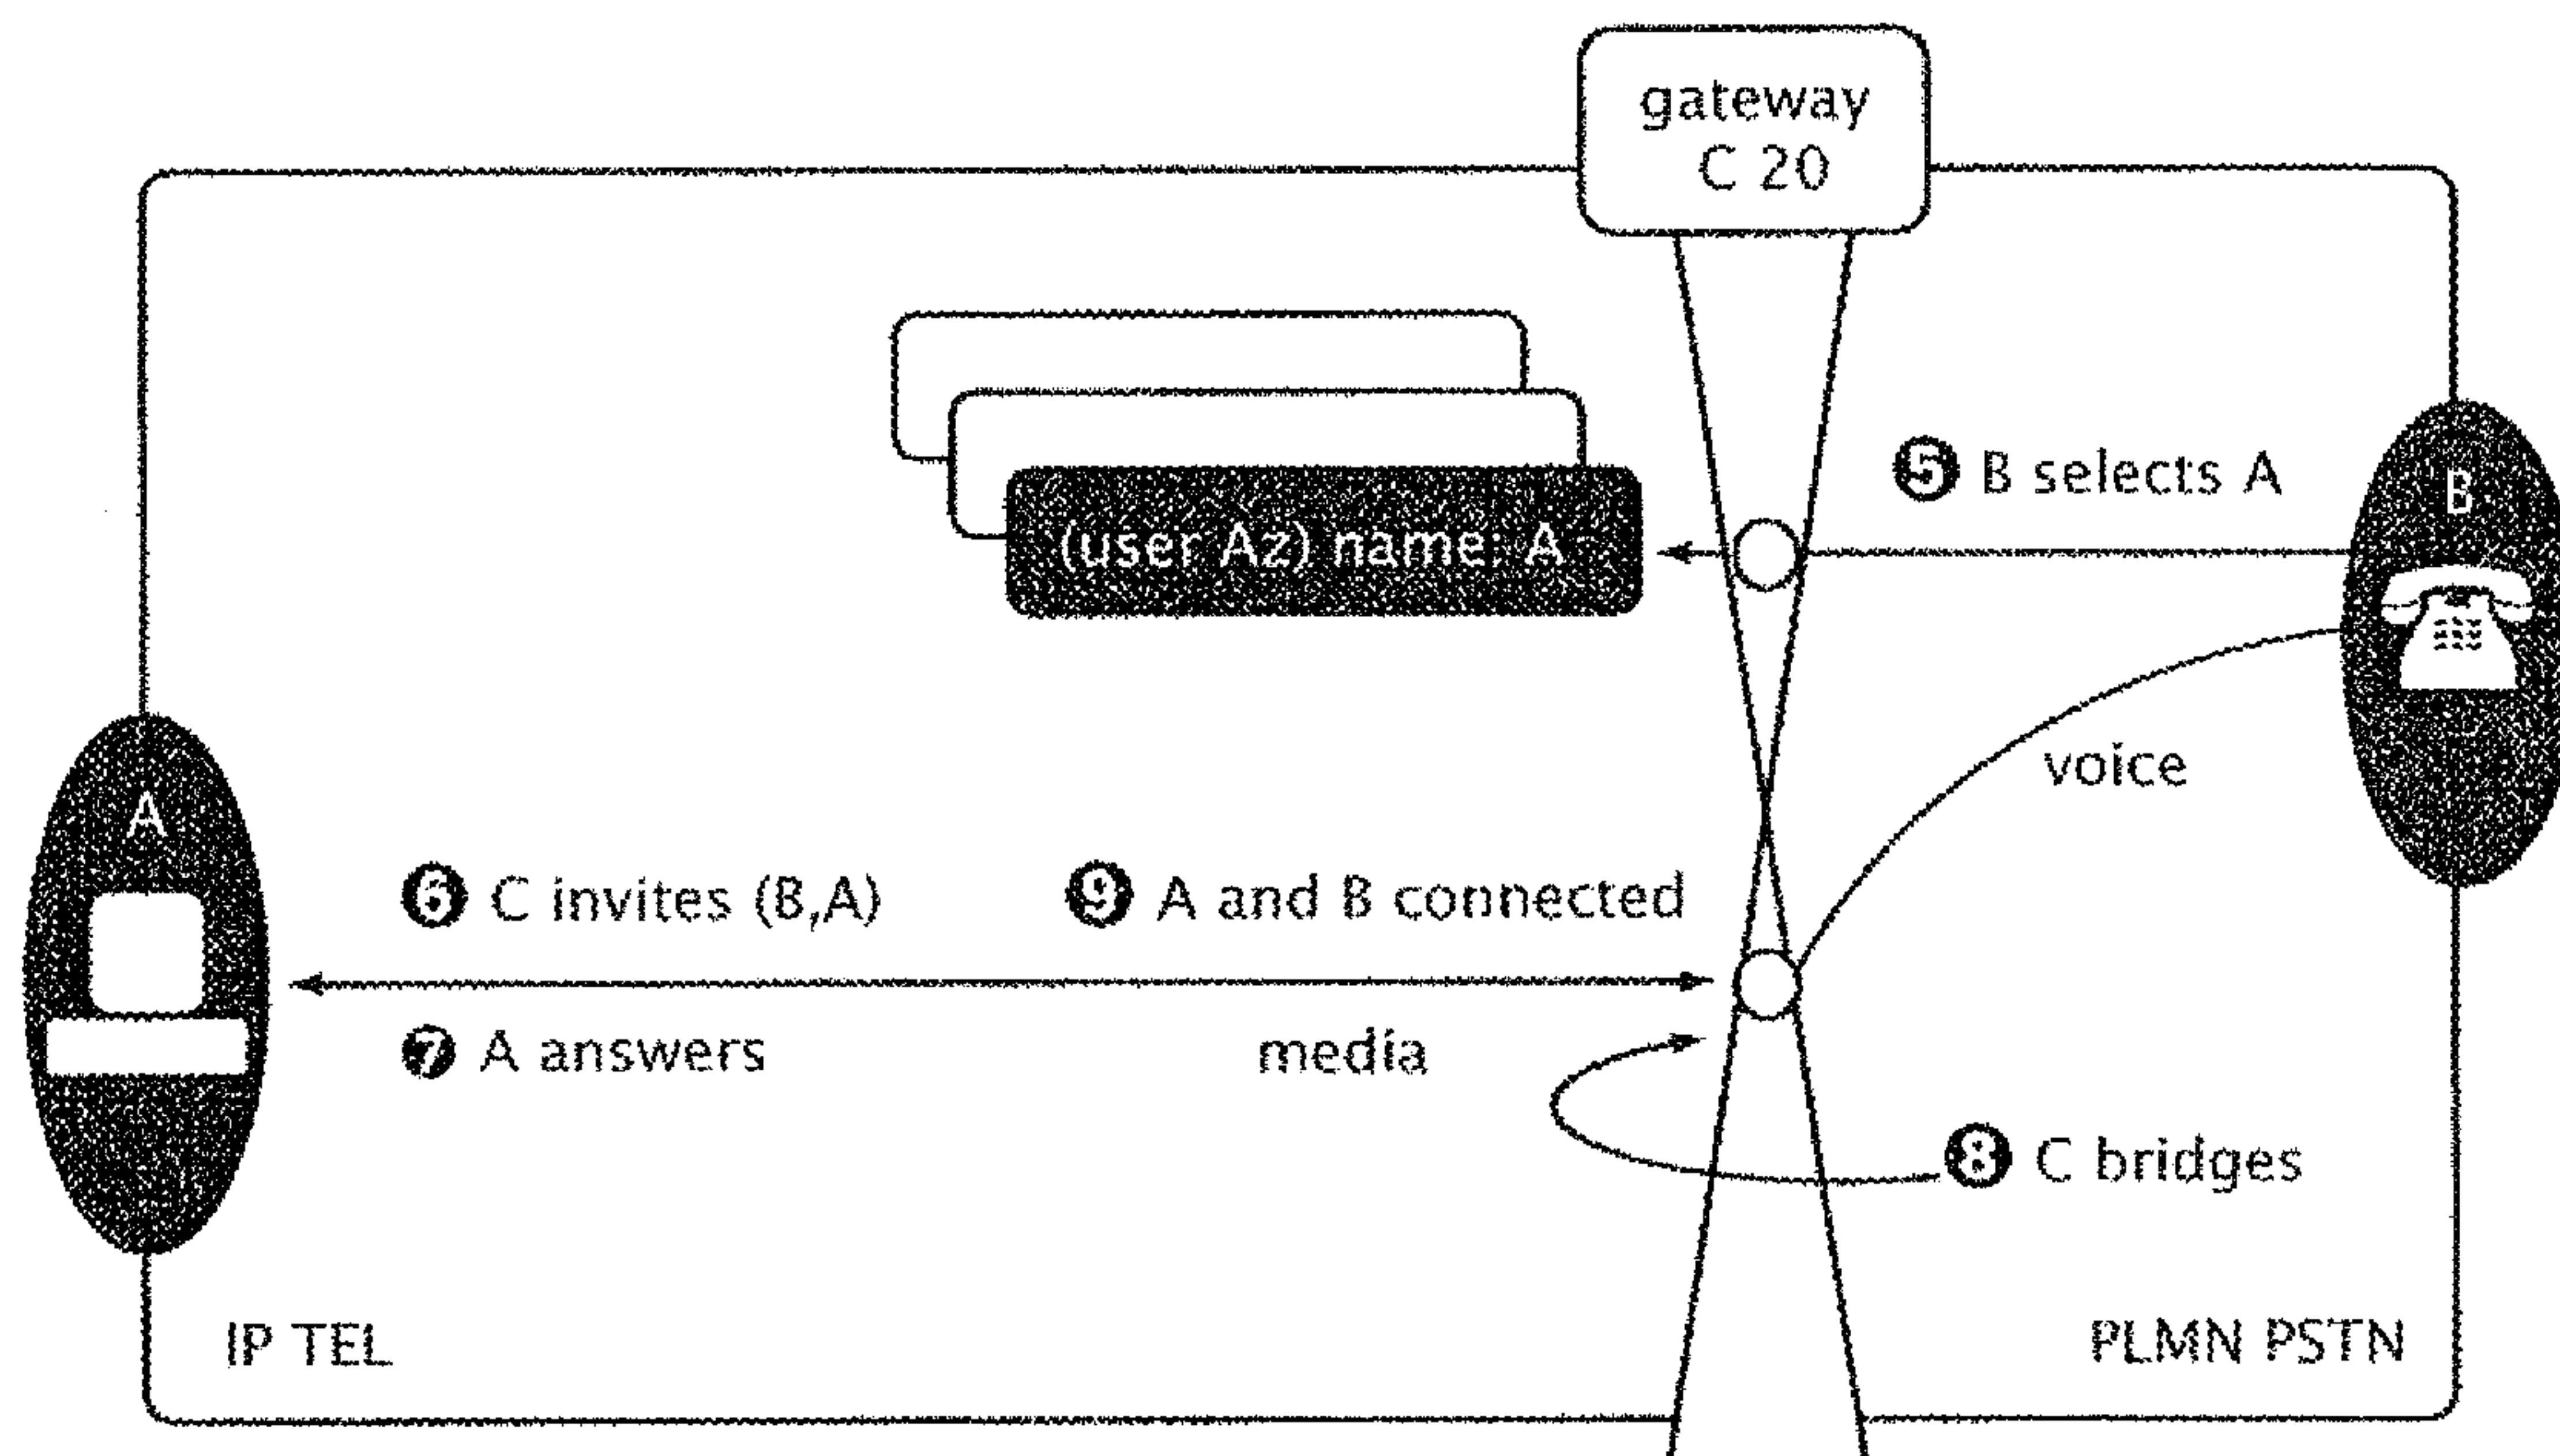 gateway
C 20
❺ B selects A
B
(user Az) name: A
voice
A
❻ C invites (B,A)
❾ A and B connected
❼ A answers
media
❽ C bridges
IP TEL
PLMN PSTN